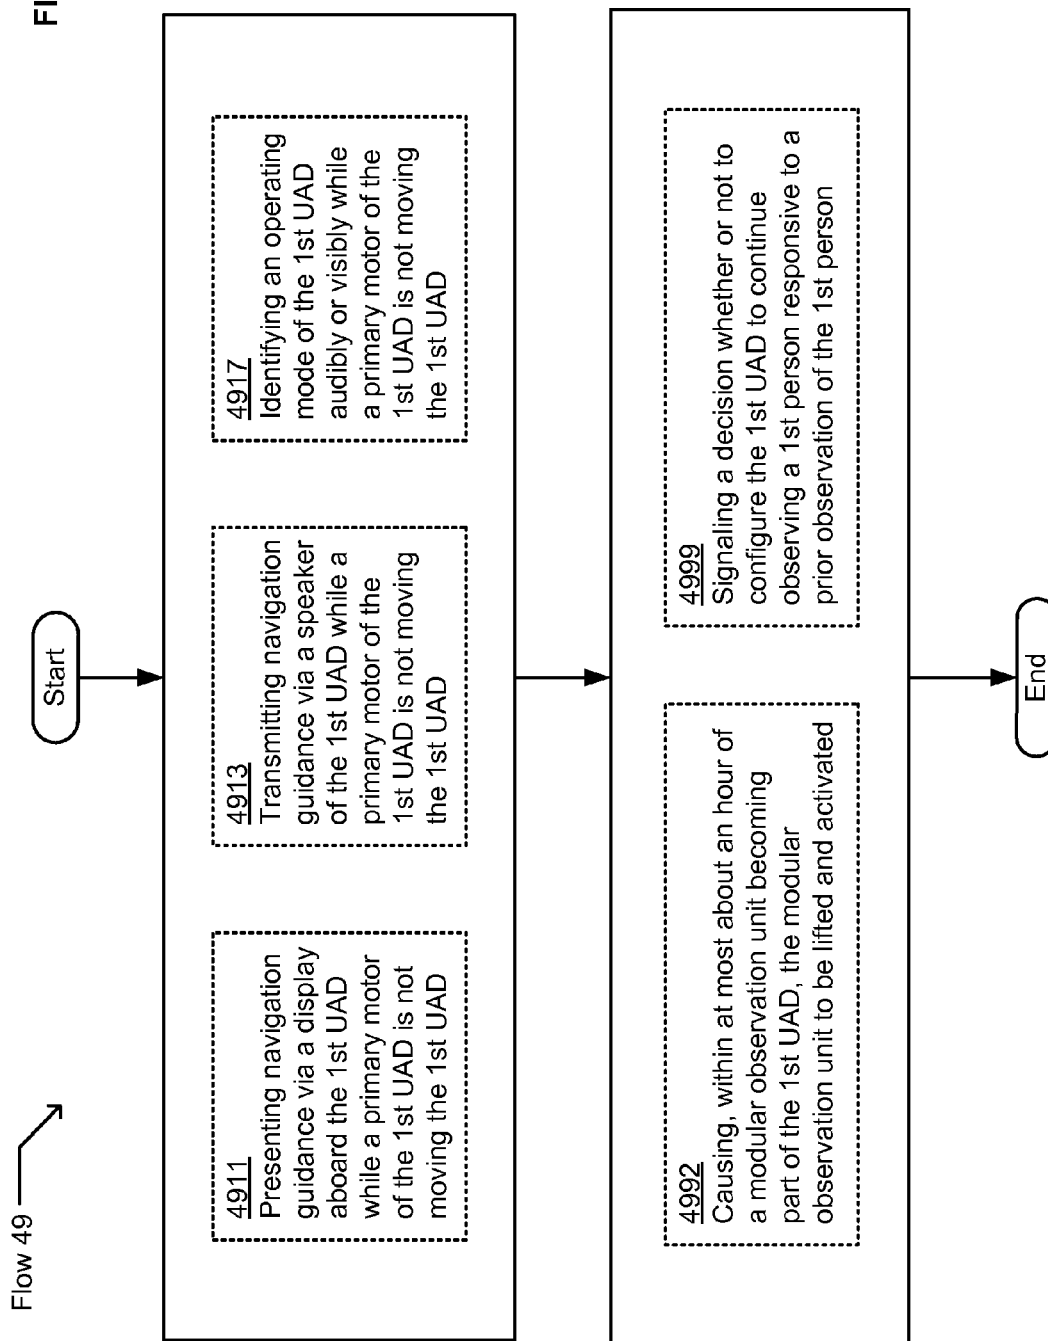 FI
Flow 49
Start
4911
Presenting navigation
guidance via a display
aboard the 1st UAD
while a primary motor
of the 1st UAD is not
moving the 1st UAD
4913
Transmitting navigation
guidance via a speaker
of the 1st UAD while a
primary motor of the
1st UAD is not moving
the 1st UAD
4917
Identifying an operating
mode of the 1st UAD
audibly or visibly while
a primary motor of the
1st UAD is not moving
the 1st UAD
4992
Causing, within at most about an hour of
a modular observation unit becoming
part of the 1st UAD, the modular
observation unit to be lifted and activated
4999
Signaling a decision whether or not to
configure the 1st UAD to continue
observing a 1st person responsive to a
prior observation of the 1st person
End